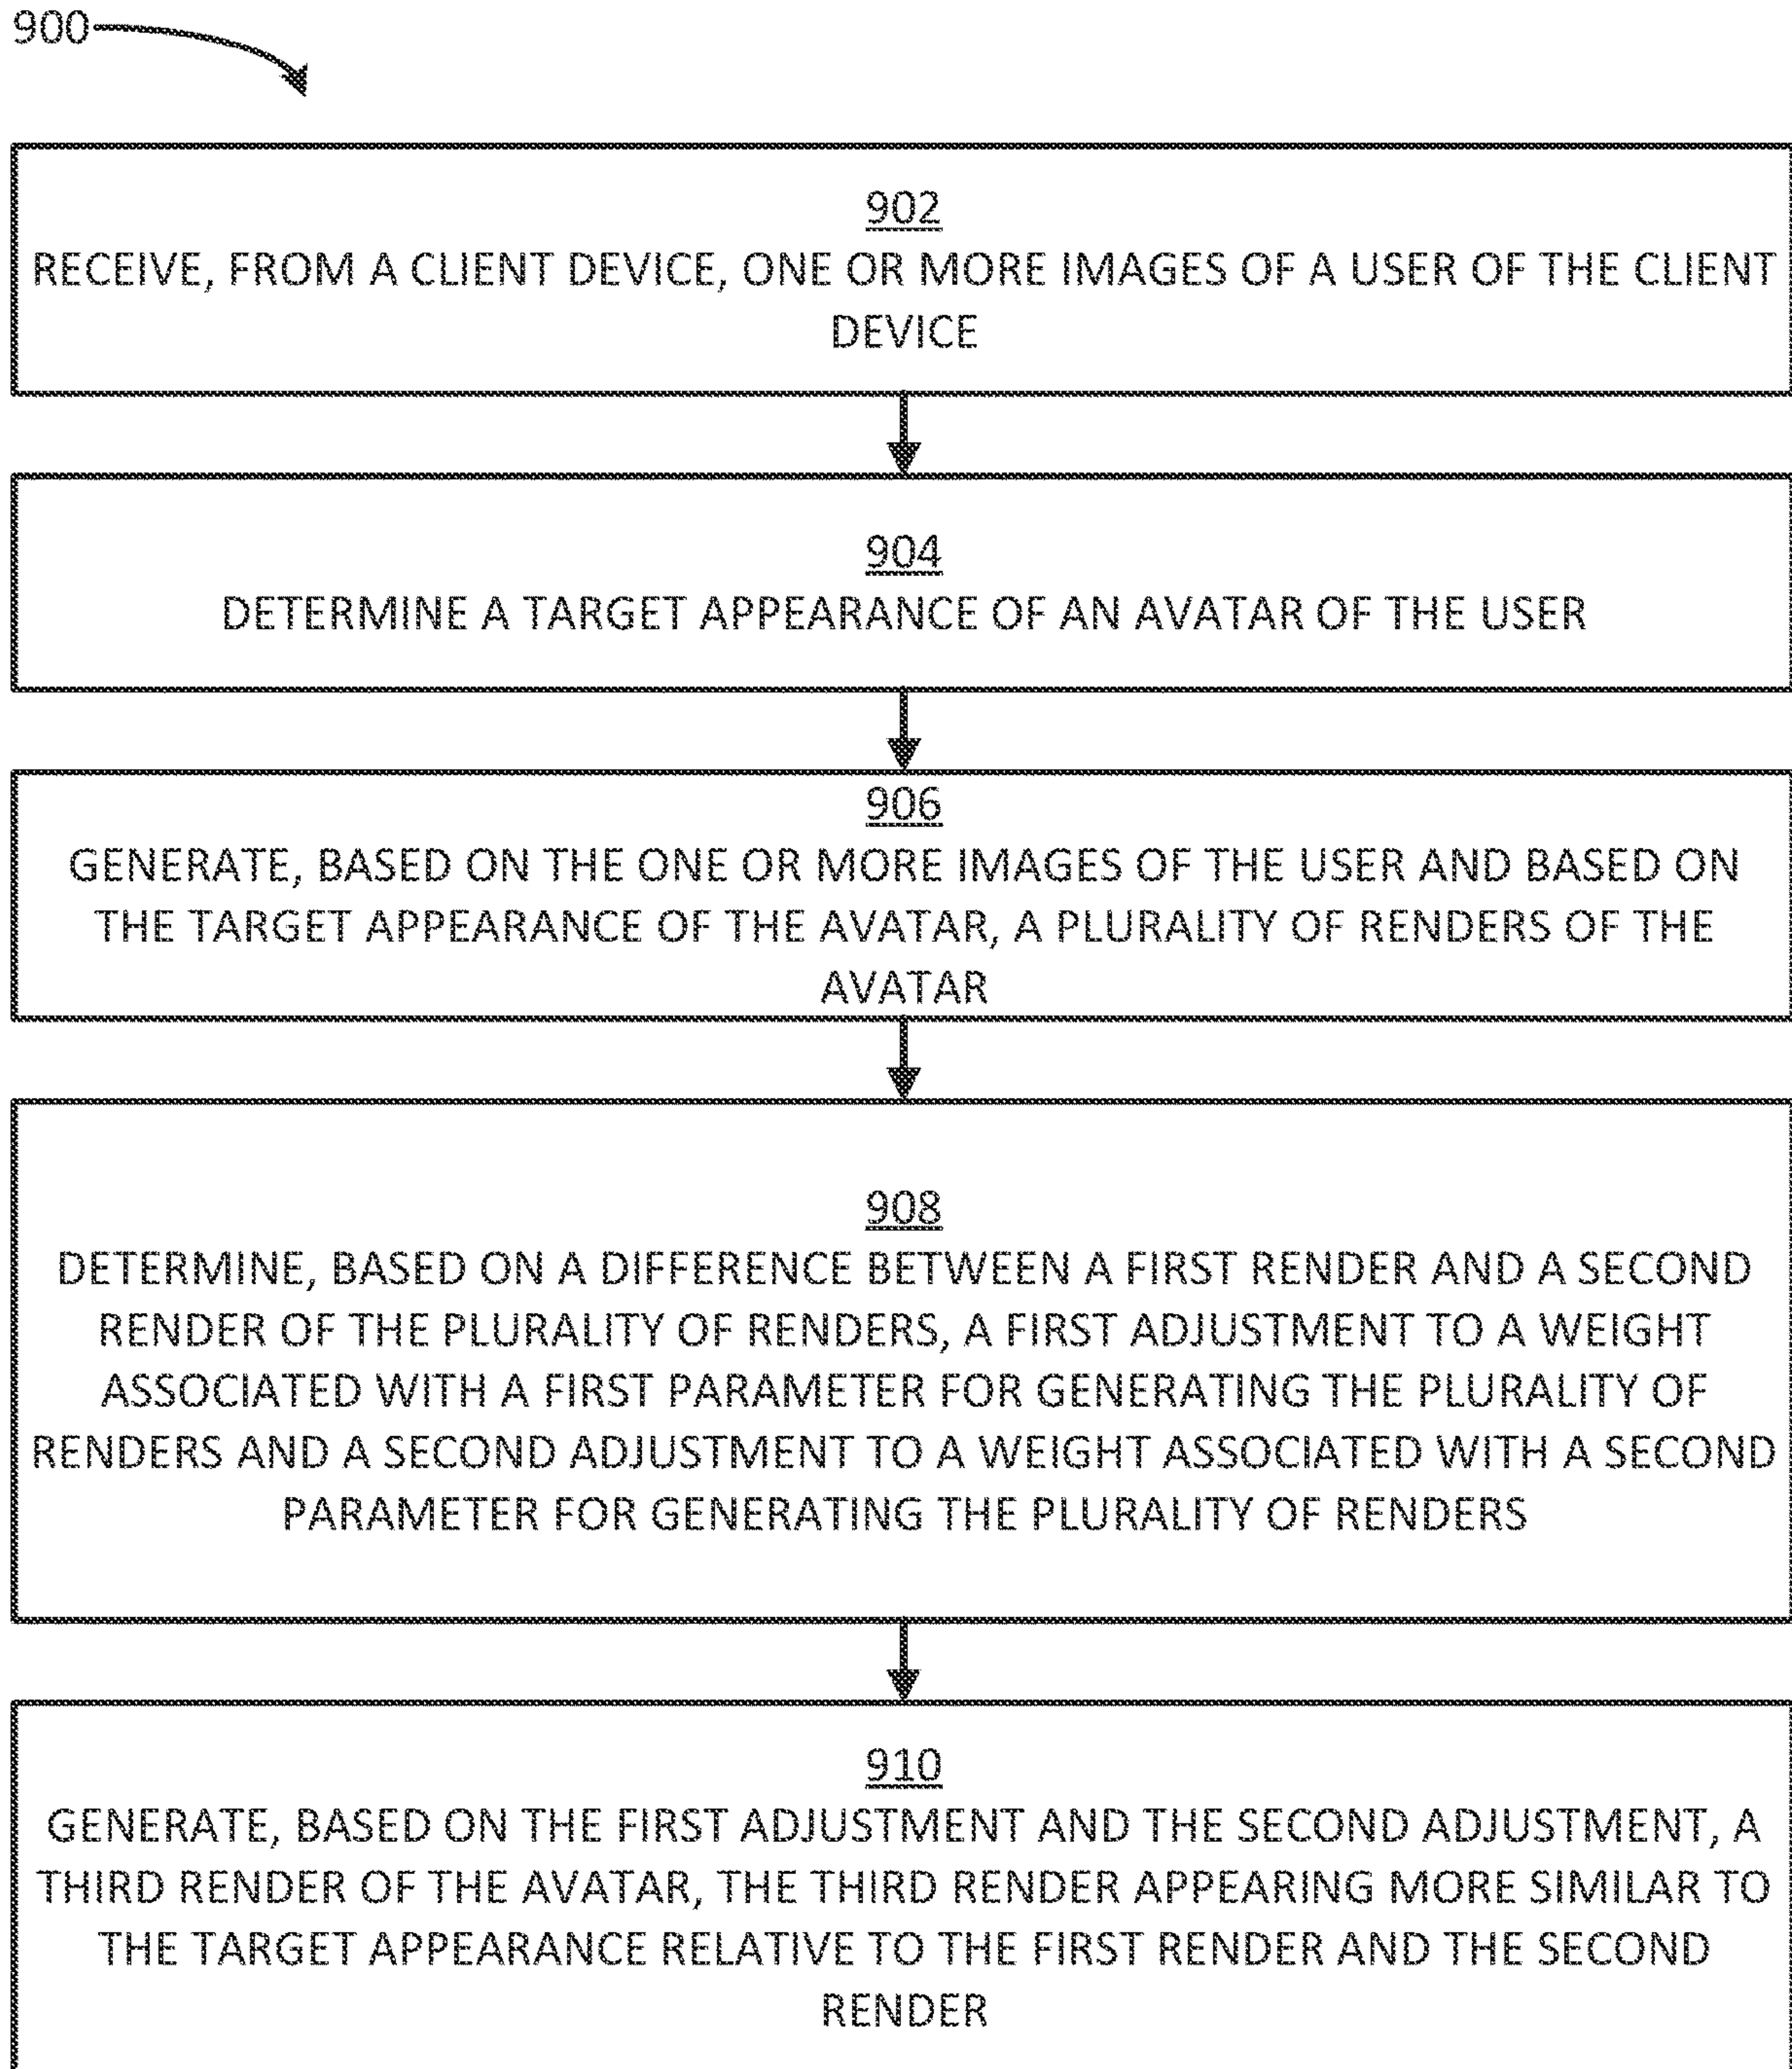 900
902
RECEIVE, FROM A CLIENT DEVICE, ONE OR MORE IMAGES OF A USER OF THE CLIENT
DEVICE
904
DETERMINE A TARGET APPEARANCE OF AN AVATAR OF THE USER
906
GENERATE, BASED ON THE ONE OR MORE IMAGES OF THE USER AND BASED ON
THE TARGET APPEARANCE OF THE AVATAR, A PLURALITY OF RENDERS OF THE
AVATAR
908
DETERMINE, BASED ON A DIFFERENCE BETWEEN A FIRST RENDER AND A SECOND
RENDER OF THE PLURALITY OF RENDERS, A FIRST ADJUSTMENT TO A WEIGHT
ASSOCIATED WITH A FIRST PARAMETER FOR GENERATING THE PLURALITY OF
RENDERS AND A SECOND ADJUSTMENT TO A WEIGHT ASSOCIATED WITH A SECOND
PARAMETER FOR GENERATING THE PLURALITY OF RENDERS
910
GENERATE, BASED ON THE FIRST ADJUSTMENT AND THE SECOND ADJUSTMENT, A
THIRD RENDER OF THE AVATAR, THE THIRD RENDER APPEARING MORE SIMILAR TO
THE TARGET APPEARANCE RELATIVE TO THE FIRST RENDER AND THE SECOND
RENDER